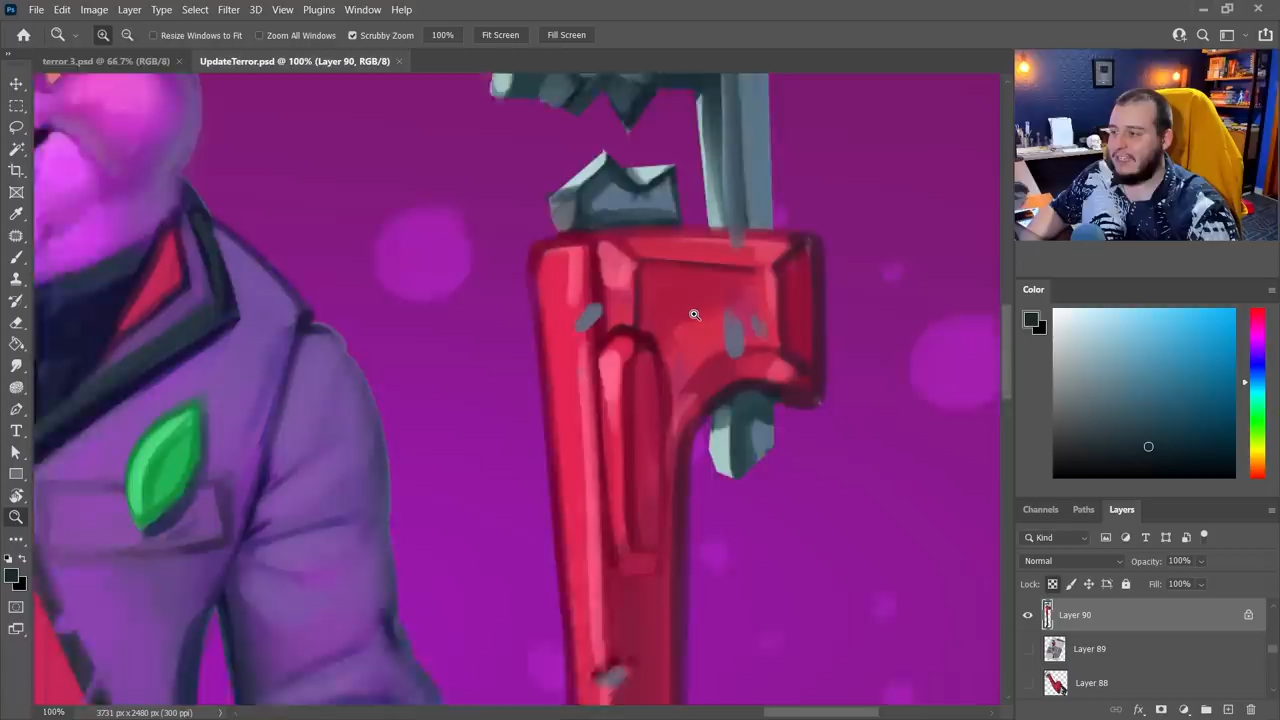 Ps File Edit Image Layer Type Select Filter 3D View Plugins Window Help
Resize Windows to Fit Zoom All Windows Scrubby Zoom 100% Fit Screen Fill Screen
terror 3.psd @ 66.7% (RGB/8) × UpdateTerror.psd @ 100% (Layer 90, RGB/8) ×
Color
Channels Paths Layers
Kind
Normal Opacity: 100%
Lock: Fill: 100%
Layer 90
Layer 89
Layer 88
100% 3731 px x 2480 px (300 ppi)